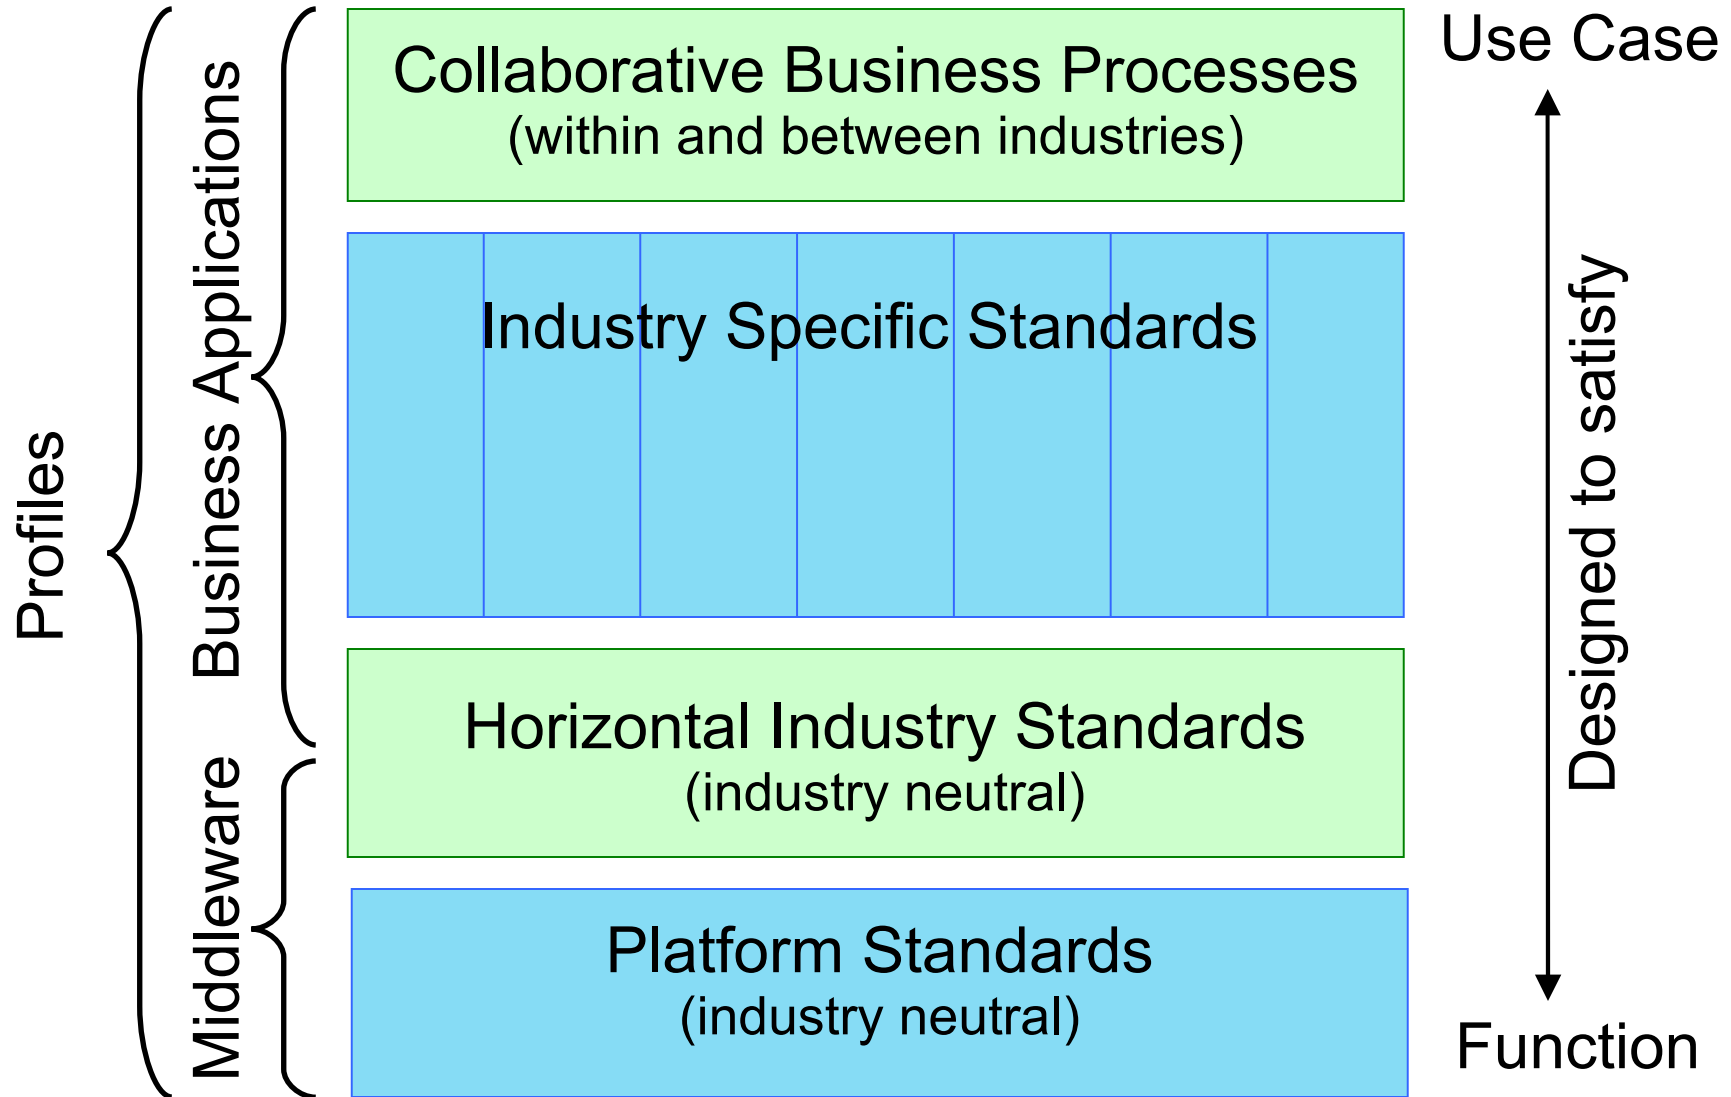 Profiles
Business Applications
Middleware
Collaborative Business Processes
(within and between industries)
Industry Specific Standards
Horizontal Industry Standards
(industry neutral)
Platform Standards
(industry neutral)
Use Case
Designed to satisfy
Function